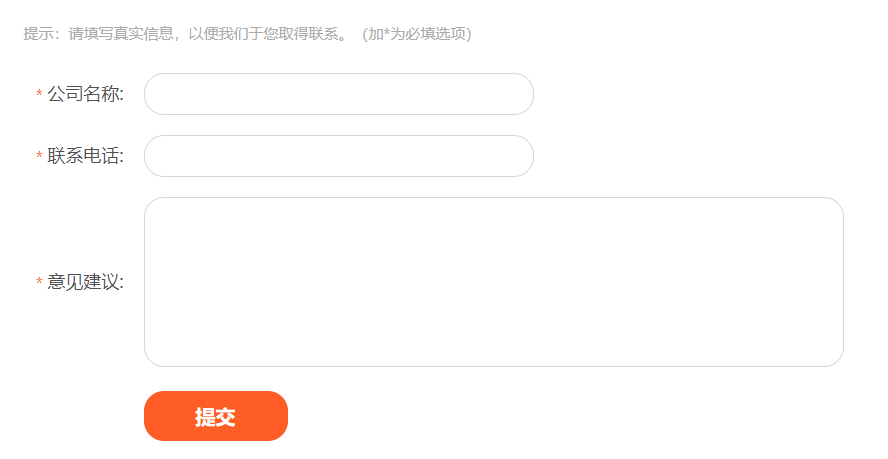 提示：请填写真实信息，以便我们于您取得联系。（加*为必填选项）
* 公司名称:
* 联系电话:
* 意见建议:
提交